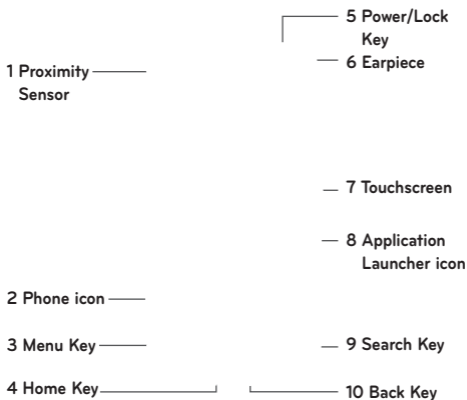 1 Proximity
Sensor
2 Phone icon
3 Menu Key
4 Home Key
5 Power/Lock
Key
6 Earpiece
7 Touchscreen
8 Application
Launcher icon
9 Search Key
10 Back Key